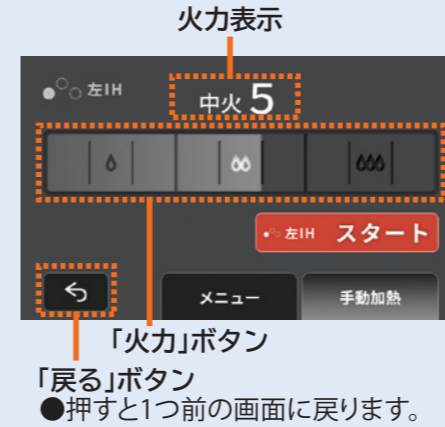 火力表示
左IH
中火 5
左IH スタート
メニュー
手動加熱
「火力」ボタン
「戻る」ボタン
●押すと1つ前の画面に戻ります。